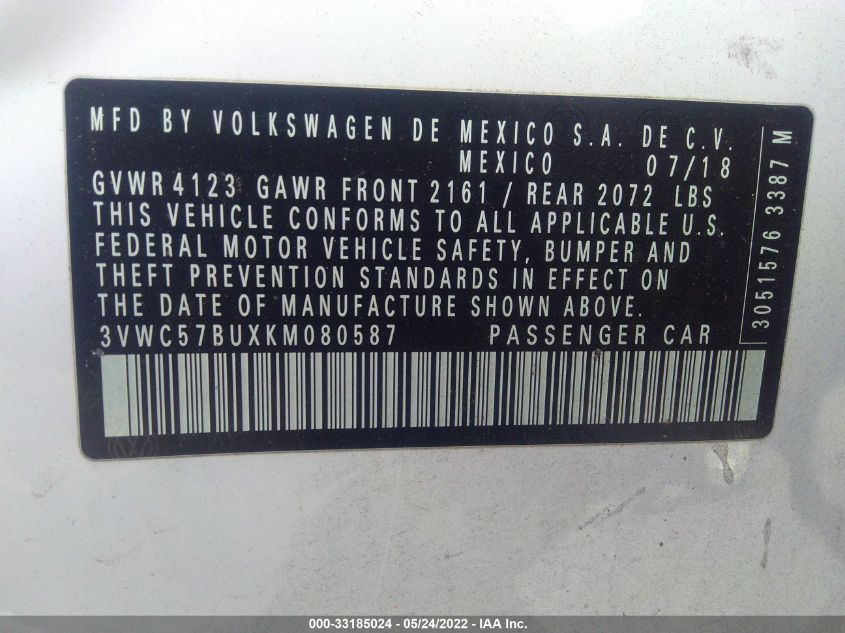 MFD BY VOLKSWAGEN DE MEXICO S.A. DE C.V.
MEXICO 07/18
GVWR 4123 GAWR FRONT 2161 / REAR 2072 LBS
THIS VEHICLE CONFORMS TO ALL APPLICABLE U.S.
FEDERAL MOTOR VEHICLE SAFETY, BUMPER AND
THEFT PREVENTION STANDARDS IN EFFECT ON
THE DATE OF MANUFACTURE SHOWN ABOVE.
3VWC57BUXKM080587 PASSENGER CAR
3051576 3387 M
000-33185024 - 05/24/2022 - IAA Inc.